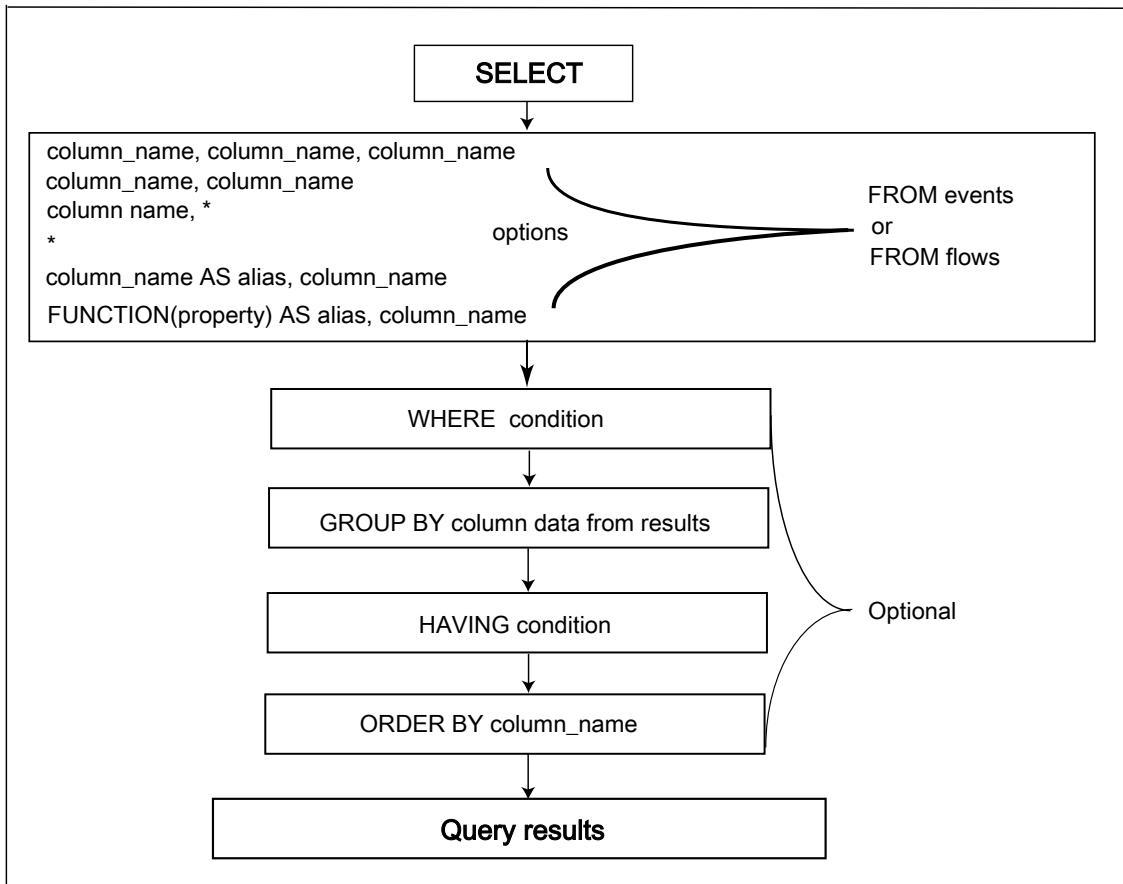 SELECT
column_name, column_name, column_name
column_name, column_name
column name, *
*
column_name AS alias, column_name
FUNCTION(property) AS alias, column_name
options
FROM events
or
FROM flows
WHERE condition
GROUP BY column data from results
HAVING condition
ORDER BY column_name
Optional
Query results